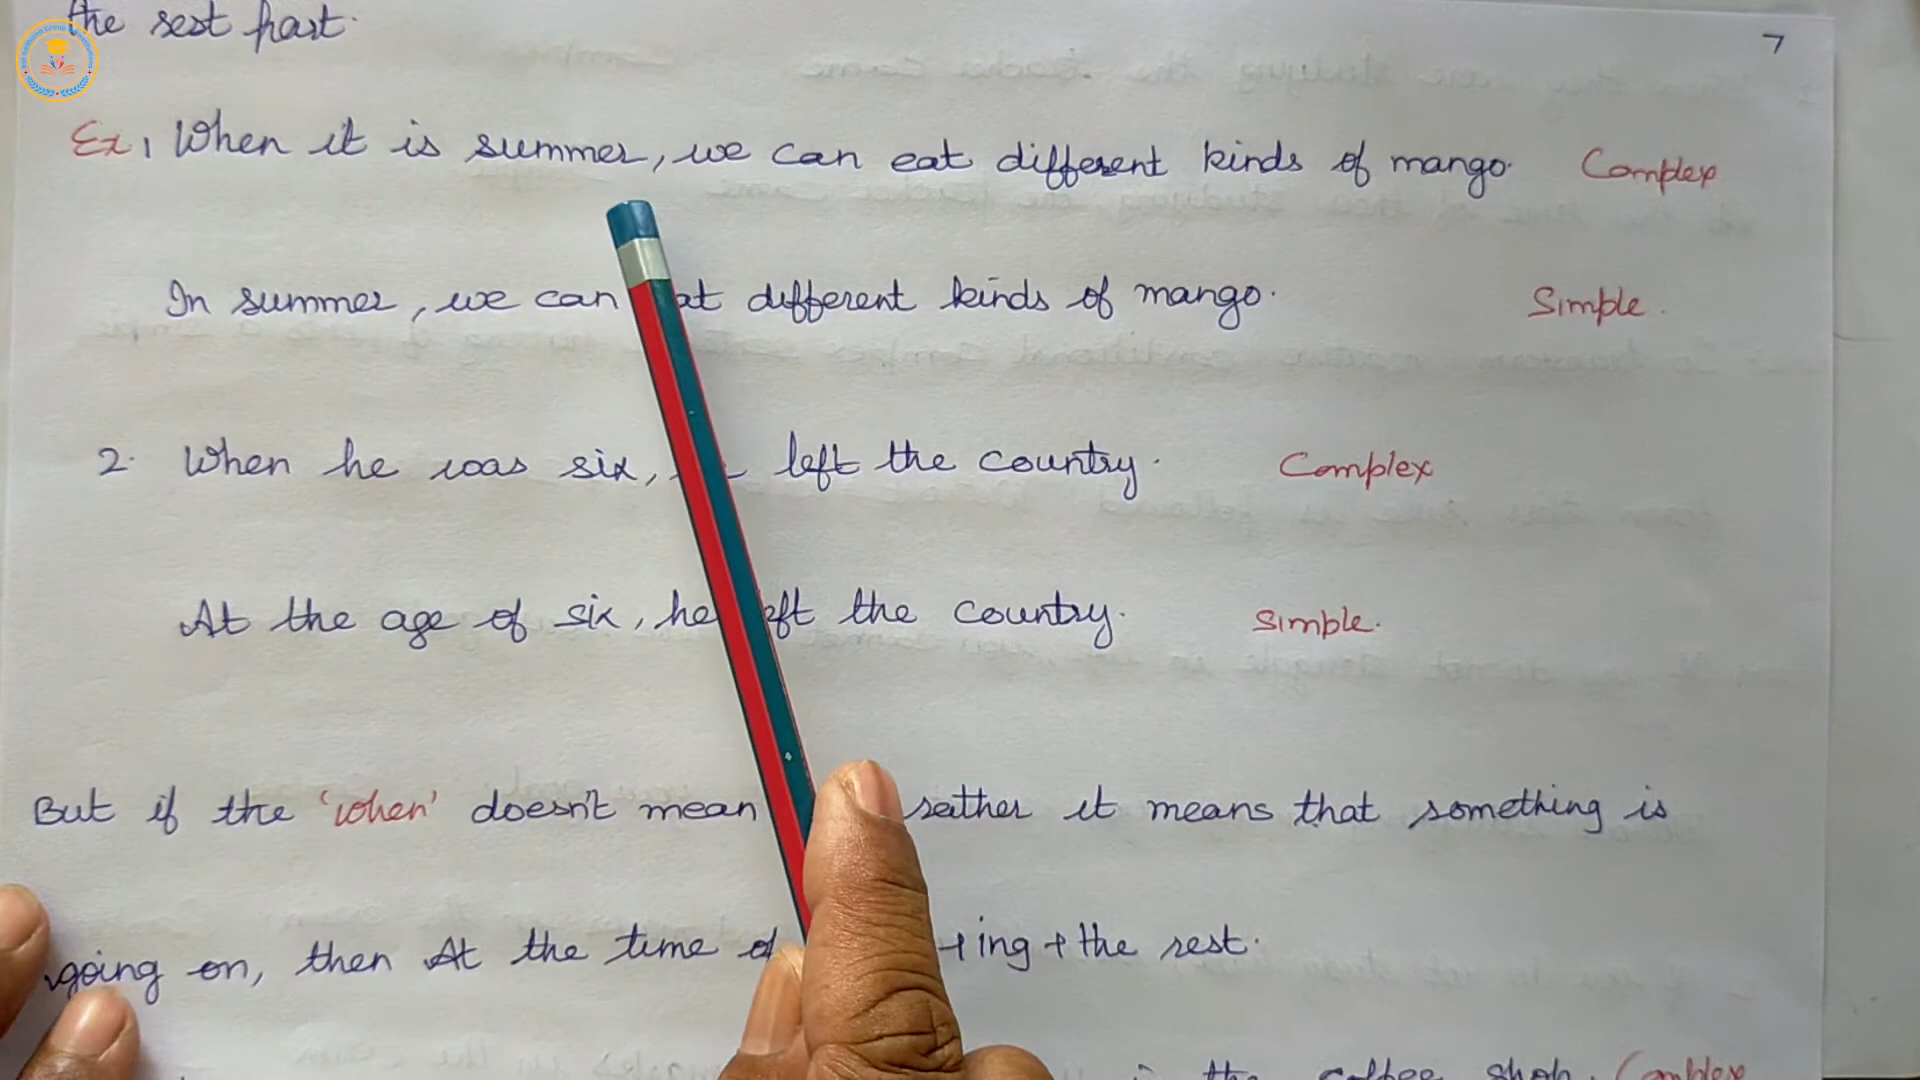 the rest part.
7
Ex 1 When it is summer, we can eat different kinds of mango. Complex
In summer, we can at different kinds of mango. Simple.
2. When he was six, left the country. Complex
At the age of six, he eft the country. Simple.
But if the 'when' doesn't mean reather it means that something is
going on, then At the time of +ing + the rest.
the coffee shop. Complex